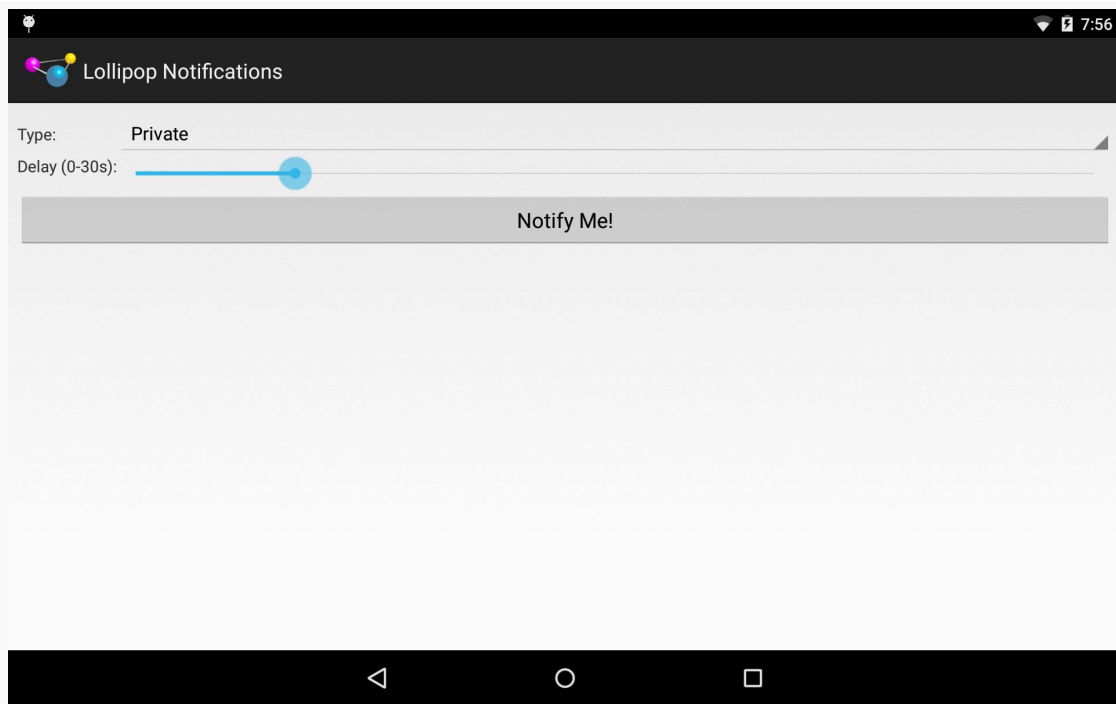 7:56
Lollipop Notifications
Type: Private
Delay (0-30s):
Notify Me!